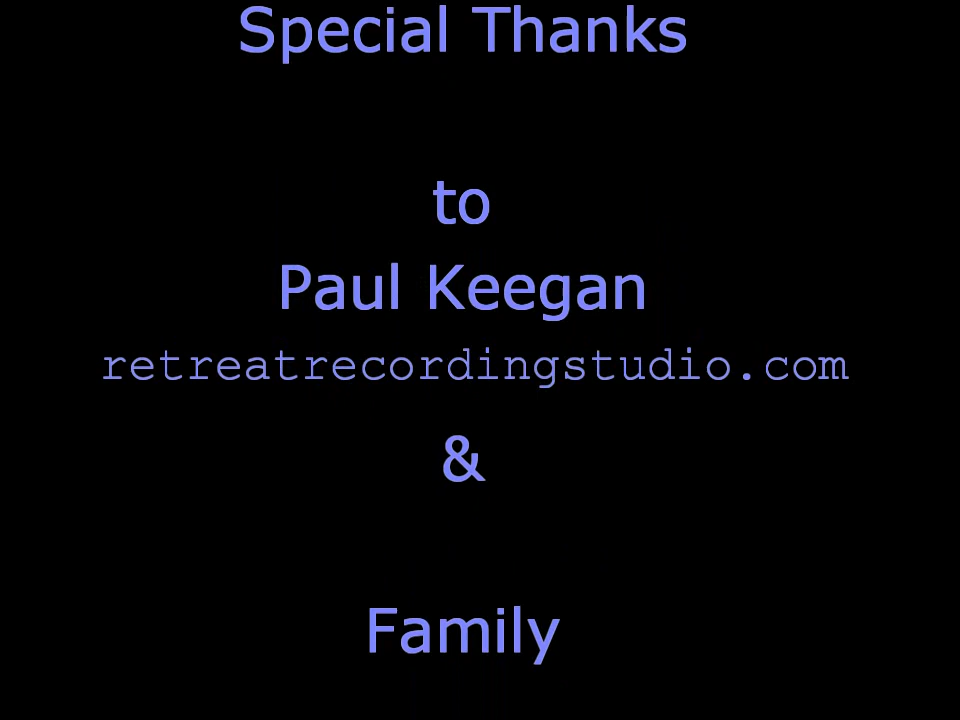 Special Thanks
to
Paul Keegan
retreatrecordingstudio.com
&
Family